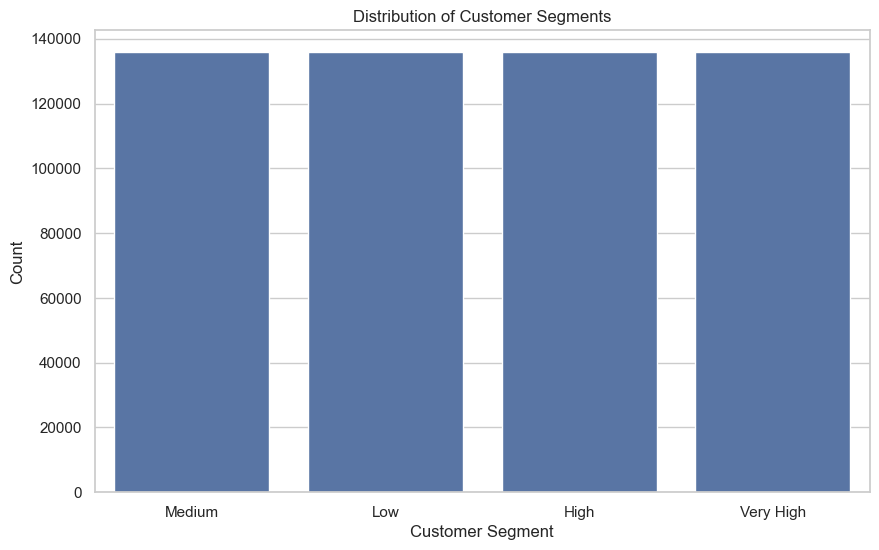 Distribution of Customer Segments
140000
120000
100000
80000
60000
40000
20000
0
Count
Medium Low High Very High
Customer Segment